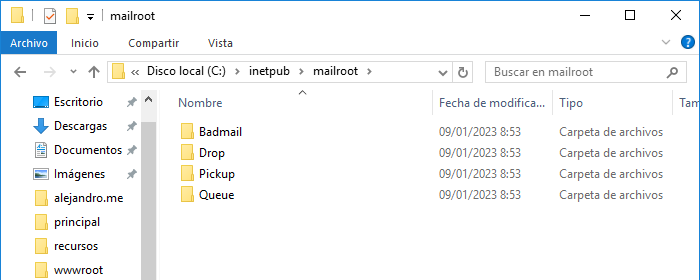 mailroot
Archivo Inicio Compartir Vista
« Disco local (C:) inetpub mailroot Buscar en mailroot
Nombre Fecha de modifica... Tipo Tam
Escritorio
Descargas
Documentos
Imágenes
alejandro.me
principal
recursos
wwwroot
Badmail 09/01/2023 8:53 Carpeta de archivos
Drop 09/01/2023 8:53 Carpeta de archivos
Pickup 09/01/2023 8:53 Carpeta de archivos
Queue 09/01/2023 8:53 Carpeta de archivos